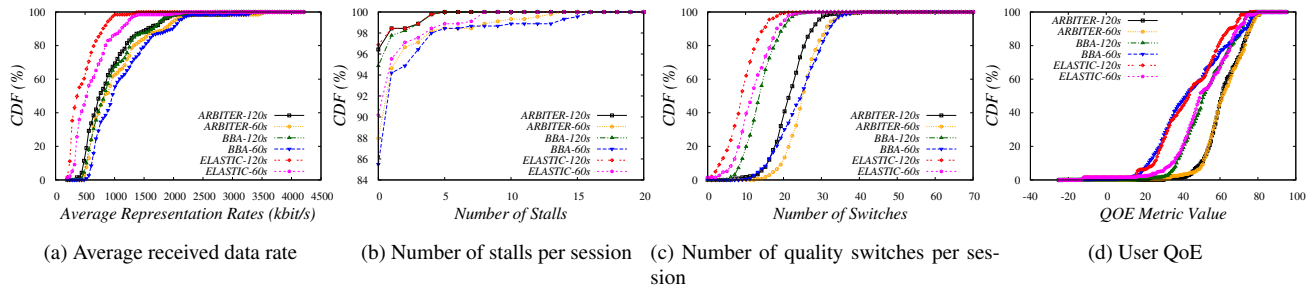 100
80
60
40
20
0
CDF (%)
ARBITER-120s
ARBITER-60s
BBA-120s
BBA-60s
ELASTIC-120s
ELASTIC-60s
0 500 1000 1500 2000 2500 3000 3500 4000 4500
Average Representation Rates (kbit/s)
(a) Average received data rate
100
98
96
94
92
90
88
86
84
CDF (%)
ARBITER-120s
ARBITER-60s
BBA-120s
BBA-60s
ELASTIC-120s
ELASTIC-60s
0 5 10 15 20
Number of Stalls
(b) Number of stalls per session
100
80
60
40
20
0
CDF (%)
ARBITER-120s
ARBITER-60s
BBA-120s
BBA-60s
ELASTIC-120s
ELASTIC-60s
0 10 20 30 40 50 60 70
Number of Switches
(c) Number of quality switches per ses-
sion
100
80
60
40
20
0
CDF (%)
ARBITER-120s
ARBITER-60s
BBA-120s
BBA-60s
ELASTIC-120s
ELASTIC-60s
-40 -20 0 20 40 60 80 100
QOE Metric Value
(d) User QoE